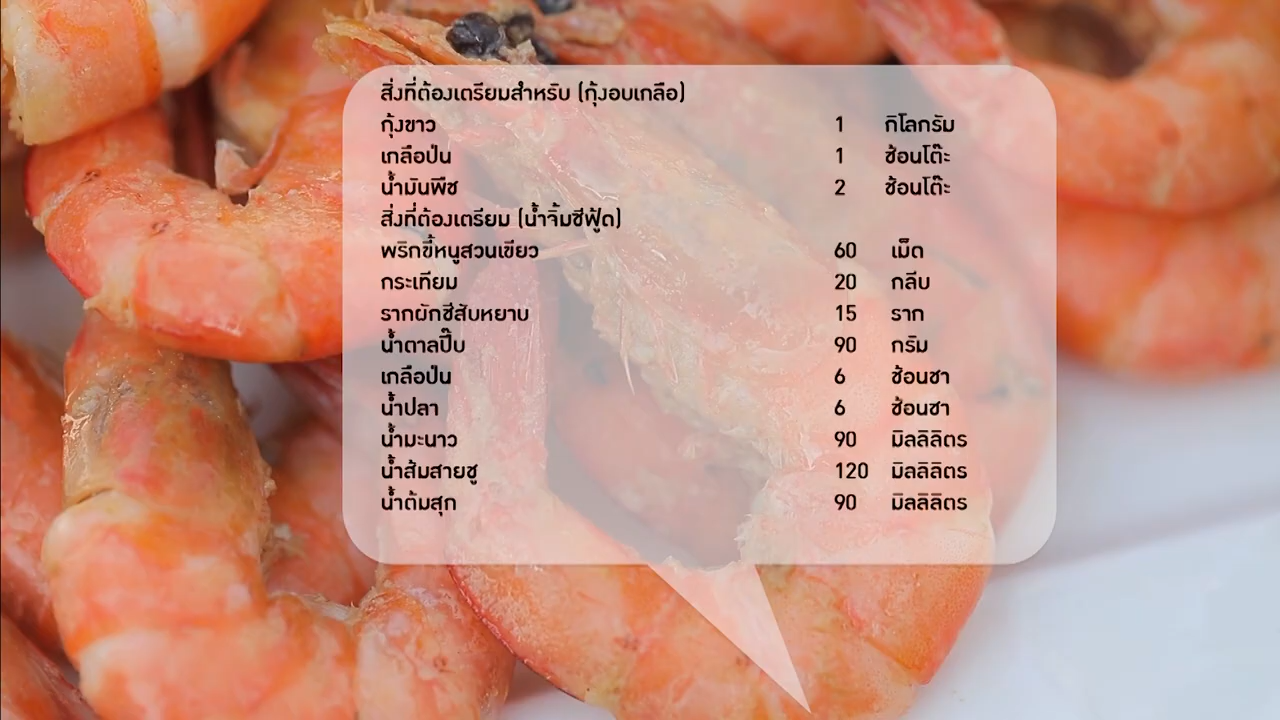 สิ่งที่ต้องเตรียมสำหรับ (กุ้งอบเกลือ)
กุ้งขาว 1 กิโลกรัม
เกลือป่น 1 ช้อนโต๊ะ
น้ำมันพืช 2 ช้อนโต๊ะ
สิ่งที่ต้องเตรียม (น้ำจิ้มซีฟู้ด)
พริกขี้หนูสวนเขียว 60 เม็ด
กระเทียม 20 กลีบ
รากผักชีสับหยาบ 15 ราก
น้ำตาลปี๊บ 90 กรัม
เกลือป่น 6 ช้อนชา
น้ำปลา 6 ช้อนชา
น้ำมะนาว 90 มิลลิลิตร
น้ำส้มสายชู 120 มิลลิลิตร
น้ำต้มสุก 90 มิลลิลิตร